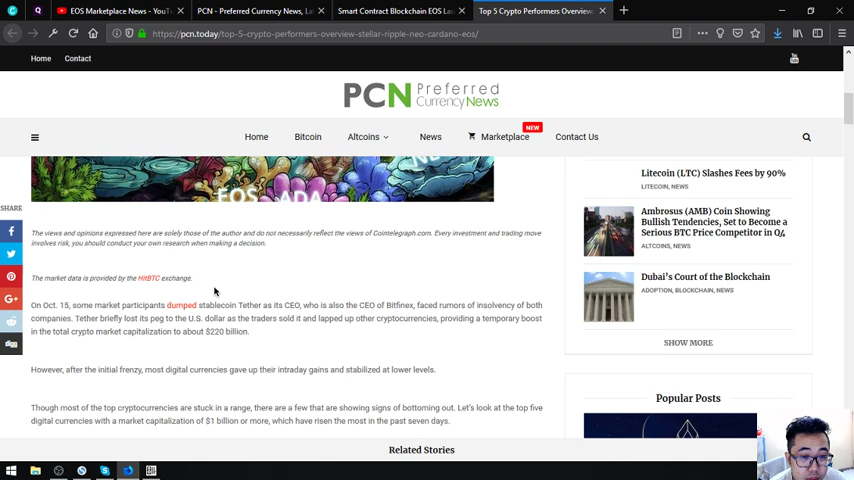 EOS Marketplace News - YouTu
PCN - Preferred Currency News, La
Smart Contract Blockchain EOS Lau
Top 5 Crypto Performers Overview:
https://pcn.today/top-5-crypto-performers-overview-stellar-ripple-neo-cardano-eos/
Home
Contact
PCN Preferred
Currency News
NEW
Home
Bitcoin
Altcoins
News
Marketplace
Contact Us
EOS ADA
SHARE
The views and opinions expressed here are solely those of the author and do not necessarily reflect the views of Cointelegraph.com. Every investment and trading move
involves risk, you should conduct your own research when making a decision.
The market data is provided by the HitBTC exchange.
On Oct. 15, some market participants dumped stablecoin Tether as its CEO, who is also the CEO of Bitfinex, faced rumors of insolvency of both
companies. Tether briefly lost its peg to the U.S. dollar as the traders sold it and lapped up other cryptocurrencies, providing a temporary boost
in the total crypto market capitalization to about $220 billion.
However, after the initial frenzy, most digital currencies gave up their intraday gains and stabilized at lower levels.
Though most of the top cryptocurrencies are stuck in a range, there are a few that are showing signs of bottoming out. Let's look at the top five
digital currencies with a market capitalization of $1 billion or more, which have risen the most in the past seven days.
Litecoin (LTC) Slashes Fees by 90%
LITECOIN, NEWS
Ambrosus (AMB) Coin Showing
Bullish Tendencies, Set to Become a
Serious BTC Price Competitor in Q4
ALTCOINS, NEWS
Dubai's Court of the Blockchain
ADOPTION, BLOCKCHAIN, NEWS
SHOW MORE
Popular Posts
Related Stories